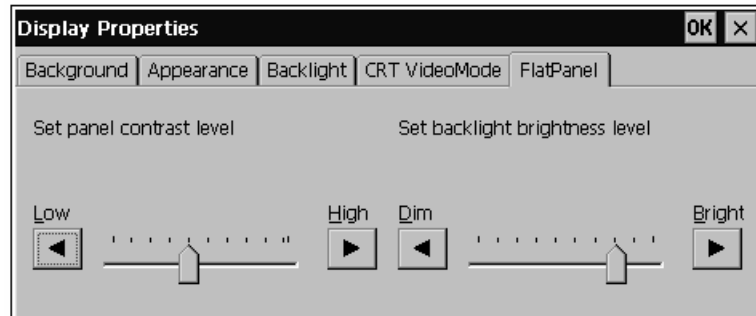 Display Properties OK ×
Background Appearance Backlight CRT VideoMode FlatPanel
Set panel contrast level Set backlight brightness level
Low High Dim Bright